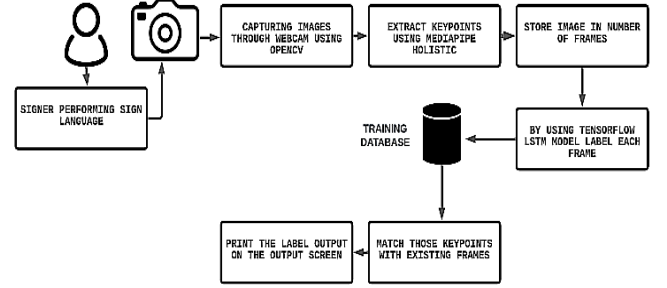 SIGNER PERFORMING SIGN
LANGUAGE
CAPTURING IMAGES
THROUGH WEBCAM USING
OPENCV
EXTRACT KEYPOINTS
USING MEDIAPIPE
HOLISTIC
STORE IMAGE IN NUMBER
OF FRAMES
BY USING TENSORFLOW
LSTM MODEL LABEL EACH
FRAME
TRAINING
DATABASE
MATCH THOSE KEYPOINTS
WITH EXISTING FRAMES
PRINT THE LABEL OUTPUT
ON THE OUTPUT SCREEN